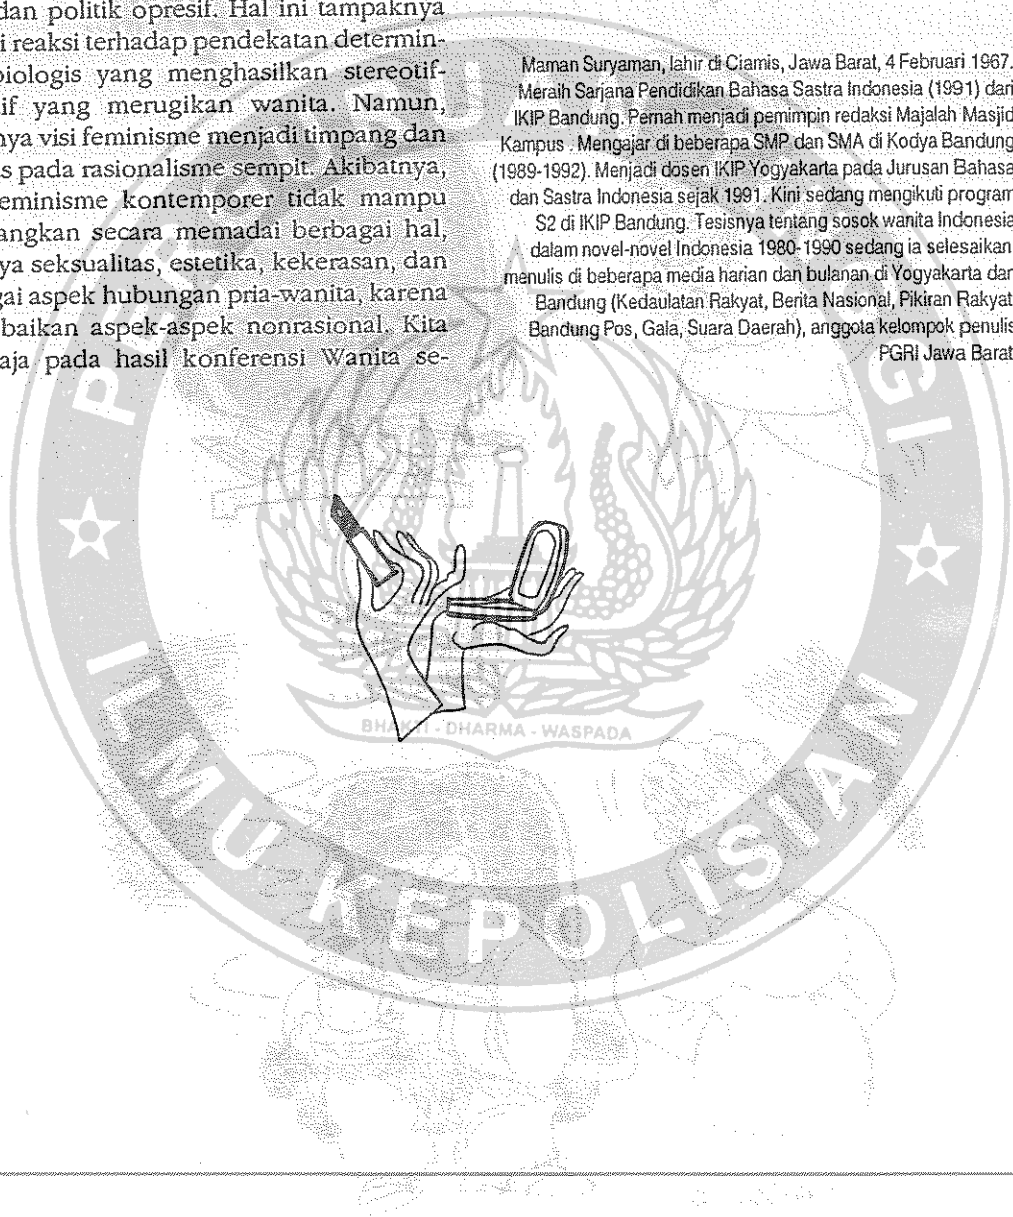 dan politik opresif. Hal ini tampaknya
i reaksi terhadap pendekatan determin-
biologis yang menghasilkan stereotif-
if yang merugikan wanita. Namun,
nya visi feminisme menjadi timpang dan
s pada rasionalisme sempit. Akibatnya,
eminisme kontemporer tidak mampu
angkan secara memadai berbagai hal,
ya seksualitas, estetika, kekerasan, dan
gai aspek hubungan pria-wanita, karena
baikan aspek-aspek nonrasional. Kita
aja pada hasil konferensi Wanita se-
Maman Suryaman, lahir di Ciamis, Jawa Barat, 4 Februari 1967.
Meraih Sarjana Pendidikan Bahasa Sastra Indonesia (1991) dari
IKIP Bandung. Pernah menjadi pemimpin redaksi Majalah Masjid
Kampus . Mengajar di beberapa SMP dan SMA di Kodya Bandung
(1989-1992). Menjadi dosen IKIP Yogyakarta pada Jurusan Bahasa
dan Sastra Indonesia sejak 1991. Kini sedang mengikuti program
S2 di IKIP Bandung. Tesisnya tentang sosok wanita Indonesia
dalam novel-novel Indonesia 1980-1990 sedang ia selesaikan
menulis di beberapa media harian dan bulanan di Yogyakarta dan
Bandung (Kedaulatan Rakyat, Berita Nasional, Pikiran Rakyat
Bandung Pos, Gala, Suara Daerah), anggota kelompok penulis
PGRI Jawa Barat
BHAKTI - DHARMA - WASPADA
ILMU KEPOLISIAN